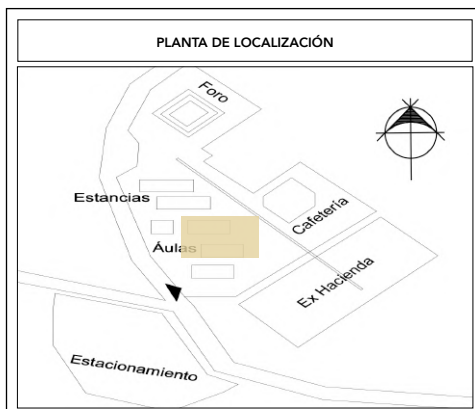 PLANTA DE LOCALIZACIÓN
Foro
Estancias
Cafetería
Áulas
Ex Hacienda
Estacionamiento